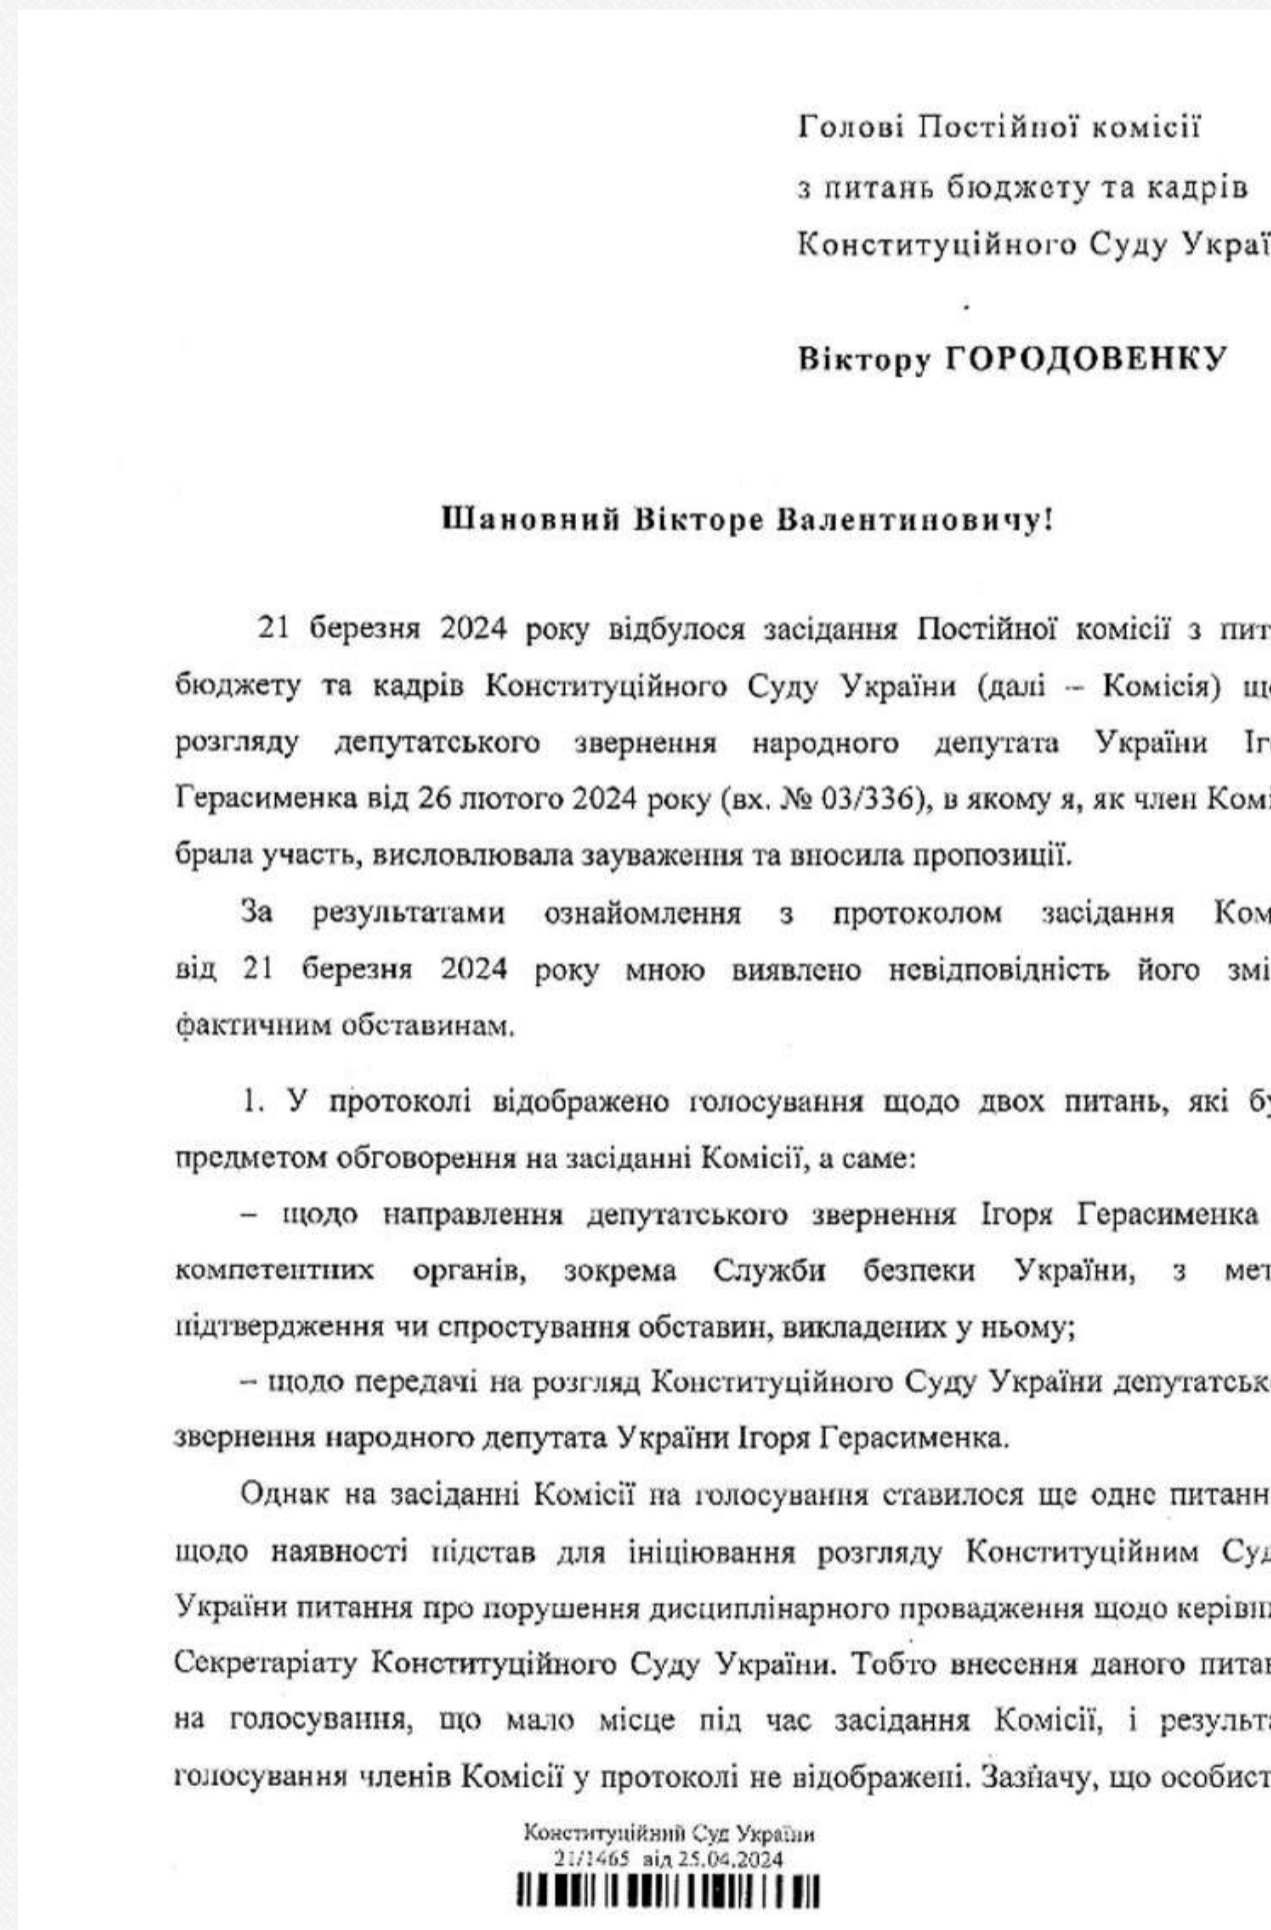 Голові Постійної комісії
з питань бюджету та кадрів
Конституційного Суду Украї
Віктору ГОРОДОВЕНКУ
Шановний Вікторе Валентиновичу!
21 березня 2024 року відбулося засідання Постійної комісії з пит
бюджету та кадрів Конституційного Суду України (далі – Комісія) що
розгляду депутатського звернення народного депутата України Іго
Герасименка від 26 лютого 2024 року (вх. № 03/336), в якому я, як член Комі
брала участь, висловлювала зауваження та вносила пропозиції.
За результатами ознайомлення з протоколом засідання Ком
від 21 березня 2024 року мною виявлено невідповідність його змі
фактичним обставинам.
1. У протоколі відображено голосування щодо двох питань, які бу
предметом обговорення на засіданні Комісії, а саме:
– щодо направлення депутатського звернення Ігоря Герасименка
компетентних органів, зокрема Служби безпеки України, з мет
підтвердження чи спростування обставин, викладених у ньому;
– щодо передачі на розгляд Конституційного Суду України депутатсько
звернення народного депутата України Ігоря Герасименка.
Однак на засіданні Комісії на голосування ставилося ще одне питанн
щодо наявності підстав для ініціювання розгляду Конституційним Суд
України питання про порушення дисциплінарного провадження щодо керівн
Секретаріату Конституційного Суду України. Тобто внесення даного питан
на голосування, що мало місце під час засідання Комісії, і результа
голосування членів Комісії у протоколі не відображені. Зазначу, що особист
Конституційний Суд України
21/1465 від 25.04.2024